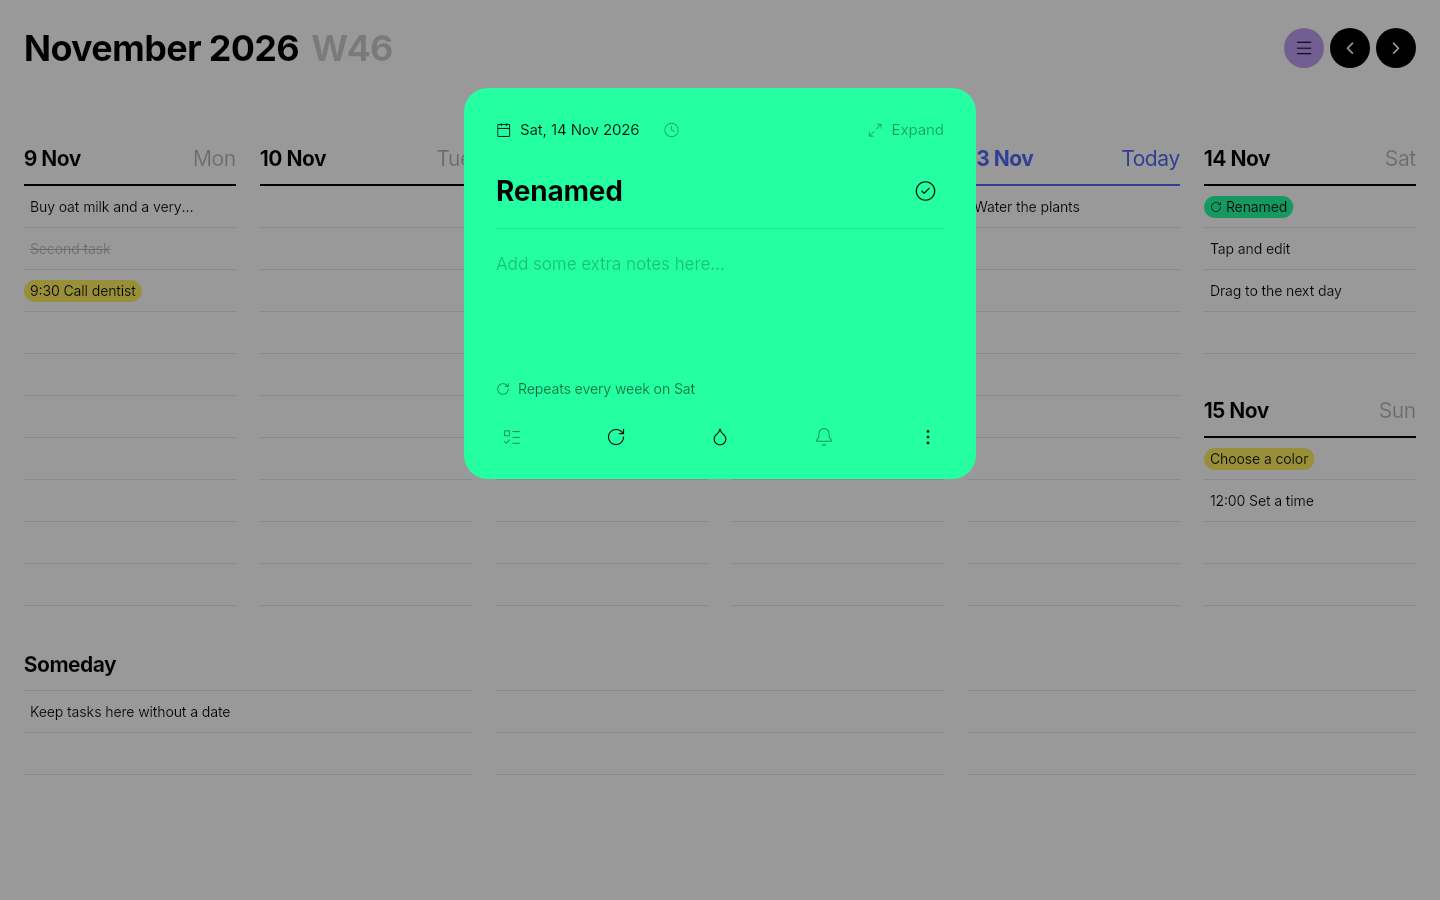 November 2026 W46
Sat, 14 Nov 2026
Expand
Renamed
Add some extra notes here...
Repeats every week on Sat
9 Nov Mon
Buy oat milk and a very...
Second task
9:30 Call dentist
10 Nov Tue
3 Nov Today
Water the plants
14 Nov Sat
Renamed
Tap and edit
Drag to the next day
15 Nov Sun
Choose a color
12:00 Set a time
Someday
Keep tasks here without a date